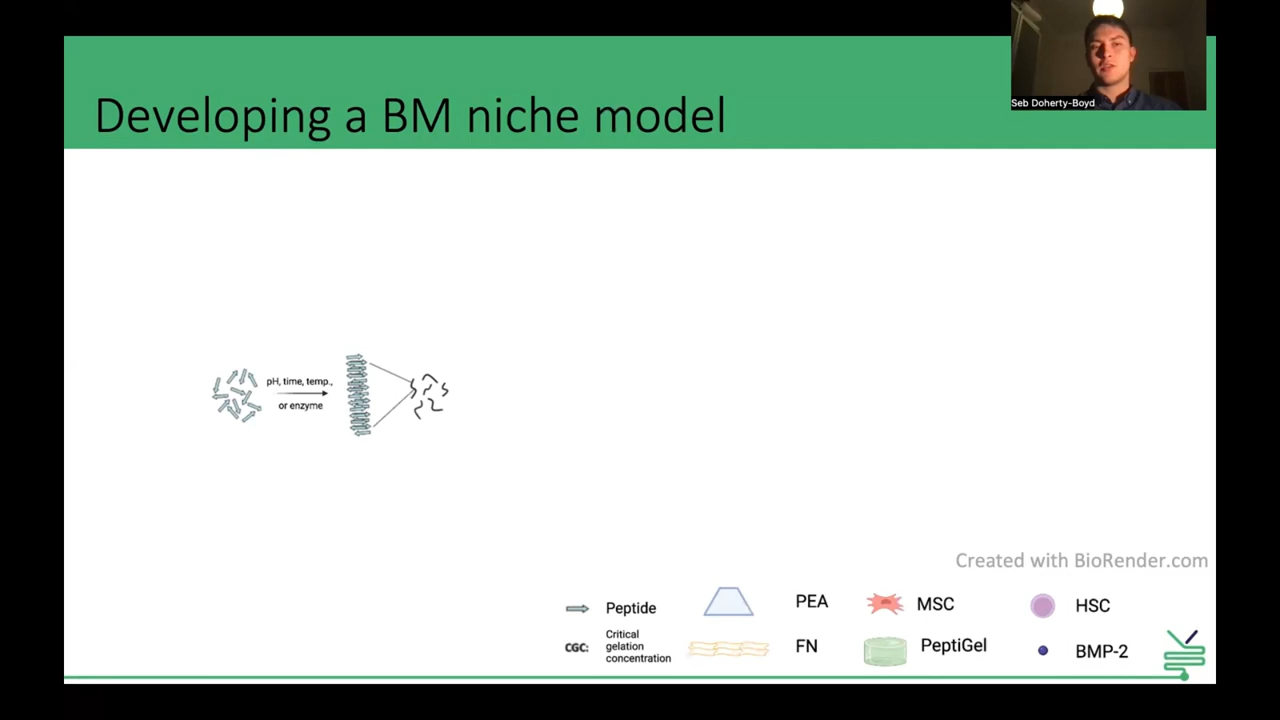 Seb Doherty-Boyd
Developing a BM niche model
pH, time, temp.,
or enzyme
Created with BioRender.com
Peptide
PEA
MSC
HSC
CGC:
Critical
gelation
concentration
FN
PeptiGel
BMP-2